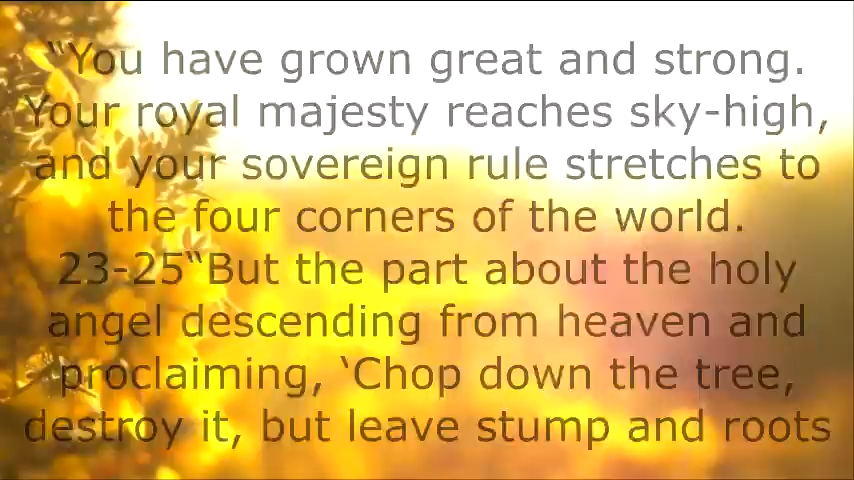 “You have grown great and strong.
Your royal majesty reaches sky-high,
and your sovereign rule stretches to
the four corners of the world.
23-25“But the part about the holy
angel descending from heaven and
proclaiming, ‘Chop down the tree,
destroy it, but leave stump and roots